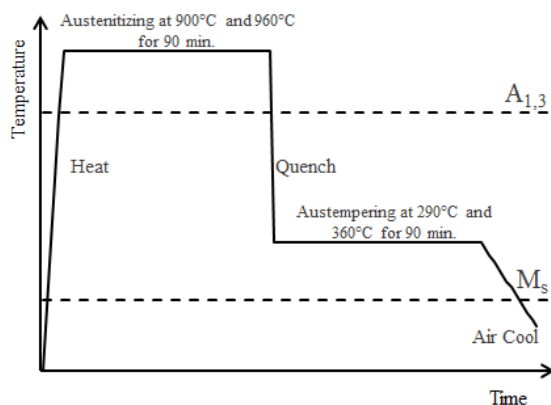 Austenitizing at 900°C and 960°C
for 90 min.
Temperature
A1,3
Heat
Quench
Austempering at 290°C and
360°C for 90 min.
Ms
Air Cool
Time